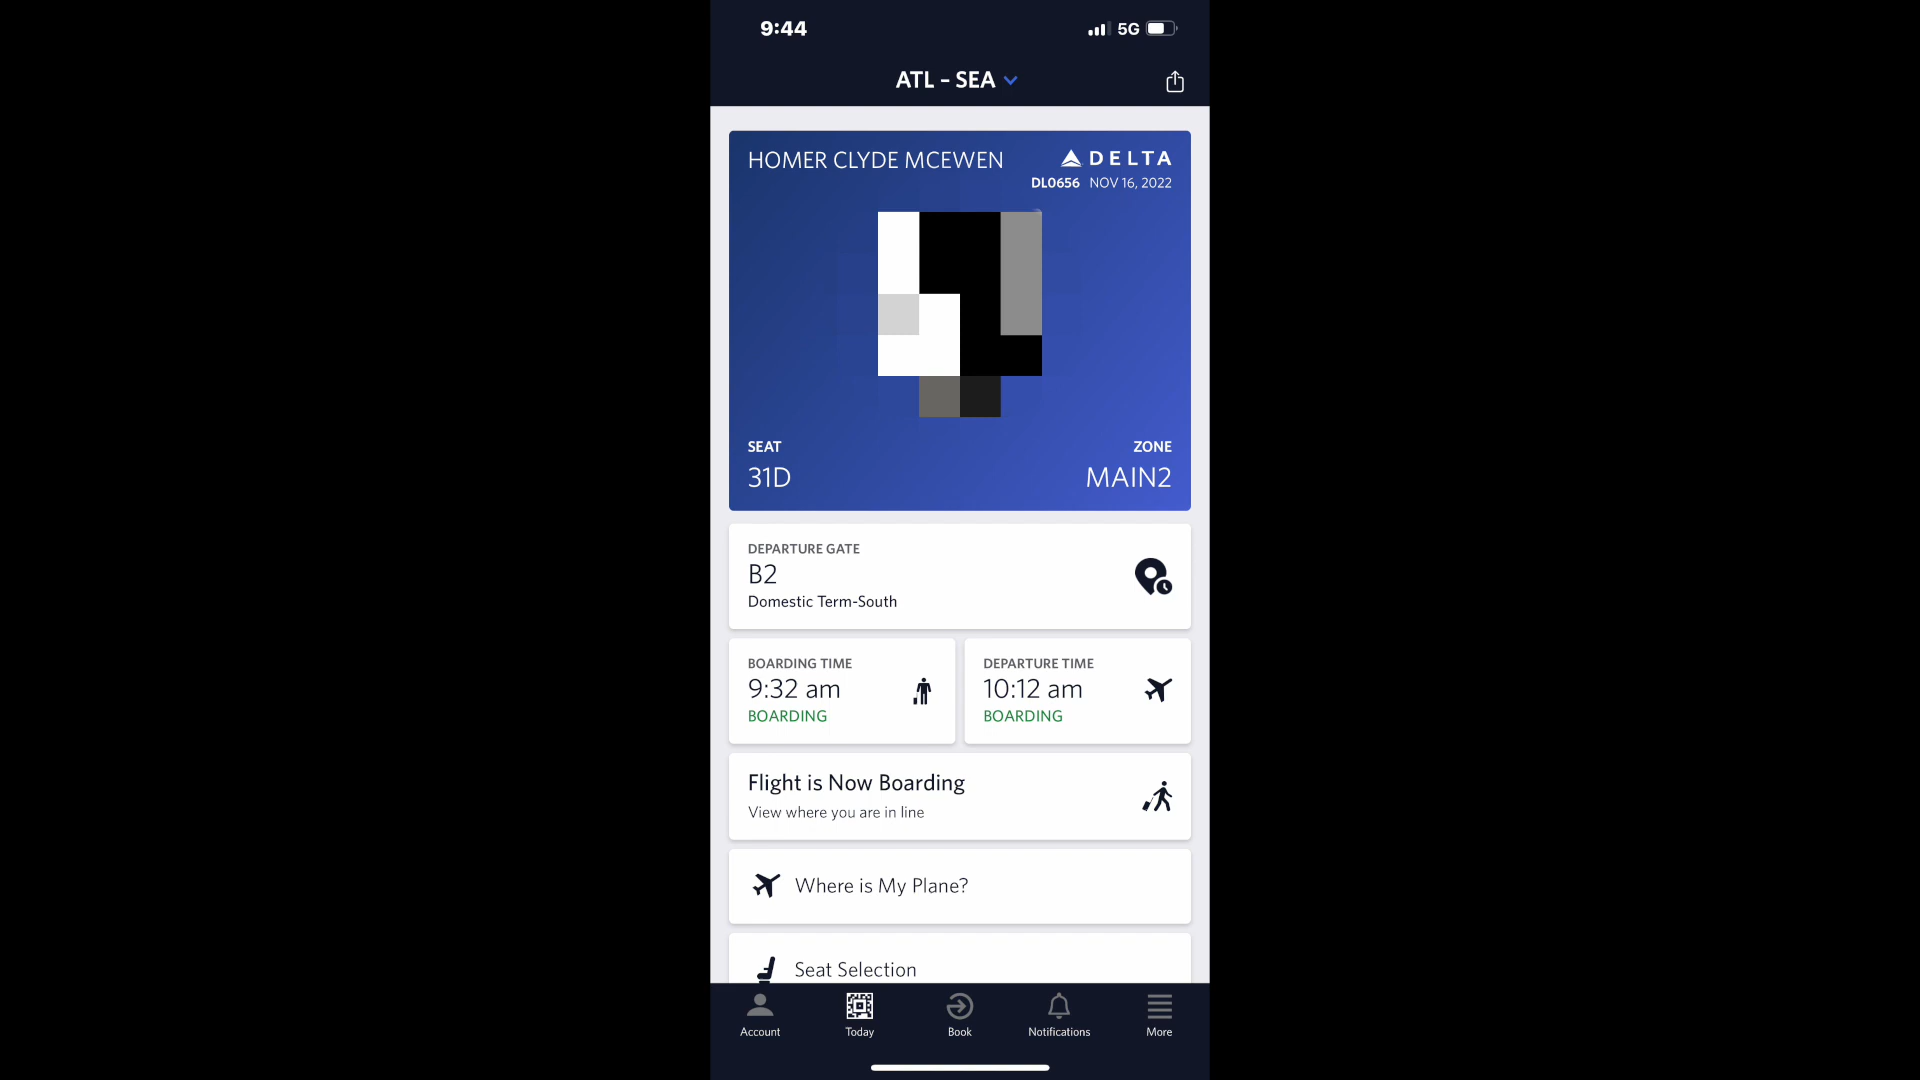 9:44
5G
ATL – SEA
HOMER CLYDE MCEWEN
DELTA
DL0656 NOV 16, 2022
SEAT
ZONE
31D
MAIN2
DEPARTURE GATE
B2
Domestic Term-South
BOARDING TIME
9:32 am
BOARDING
DEPARTURE TIME
10:12 am
BOARDING
Flight is Now Boarding
View where you are in line
Where is My Plane?
Seat Selection
Account
Today
Book
Notifications
More